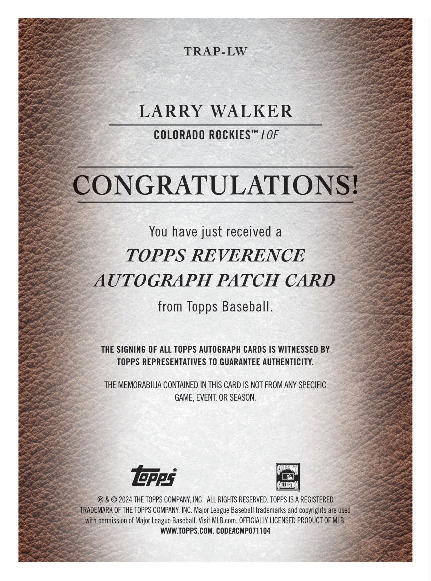 TRAP-LW
LARRY WALKER
COLORADO ROCKIES™ / OF
CONGRATULATIONS!
You have just received a
TOPPS REVERENCE
AUTOGRAPH PATCH CARD
from Topps Baseball.
THE SIGNING OF ALL TOPPS AUTOGRAPH CARDS IS WITNESSED BY
TOPPS REPRESENTATIVES TO GUARANTEE AUTHENTICITY.
THE MEMORABILIA CONTAINED IN THIS CARD IS NOT FROM ANY SPECIFIC
GAME, EVENT, OR SEASON.
topps
® & © 2024 THE TOPPS COMPANY, INC. ALL RIGHTS RESERVED. TOPPS IS A REGISTERED
TRADEMARK OF THE TOPPS COMPANY, INC. Major League Baseball trademarks and copyrights are used
with permission of Major League Baseball. Visit MLB.com. OFFICIALLY LICENSED PRODUCT OF MLB
WWW.TOPPS.COM. CODE#CMP071104